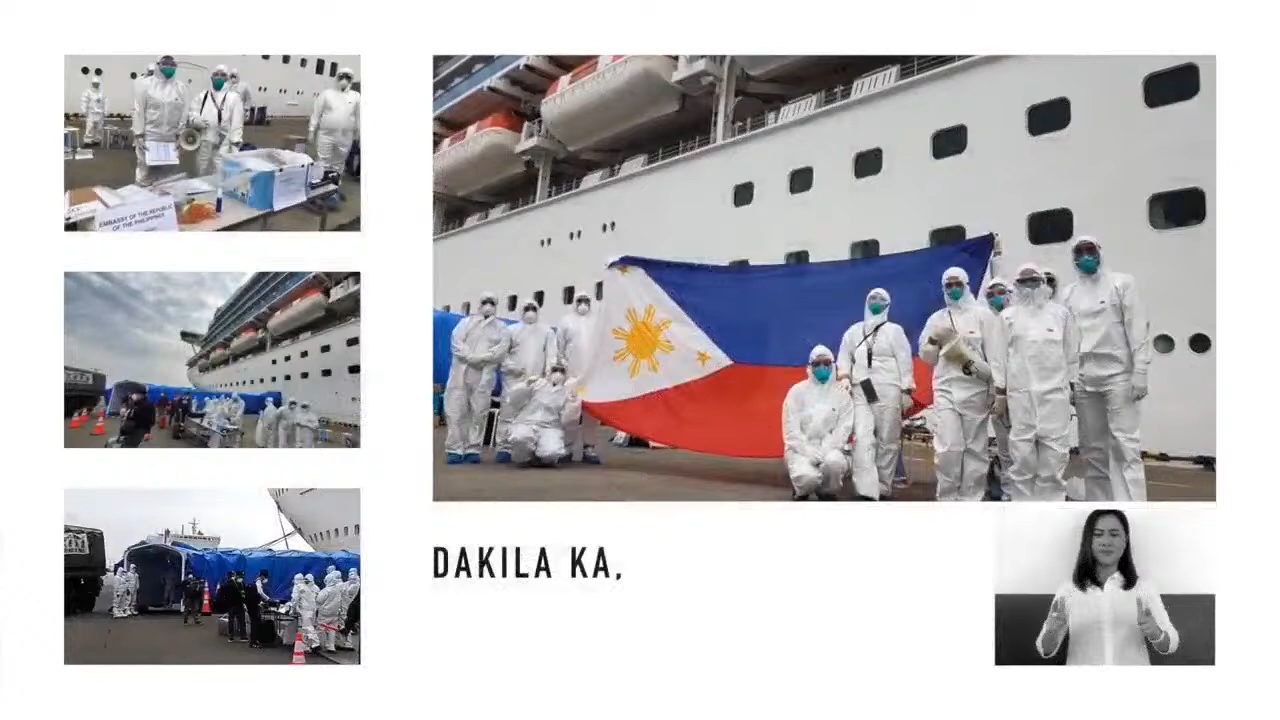 EMBASSY OF THE REPUBLIC
OF THE PHILIPPINES
DAKILA KA,